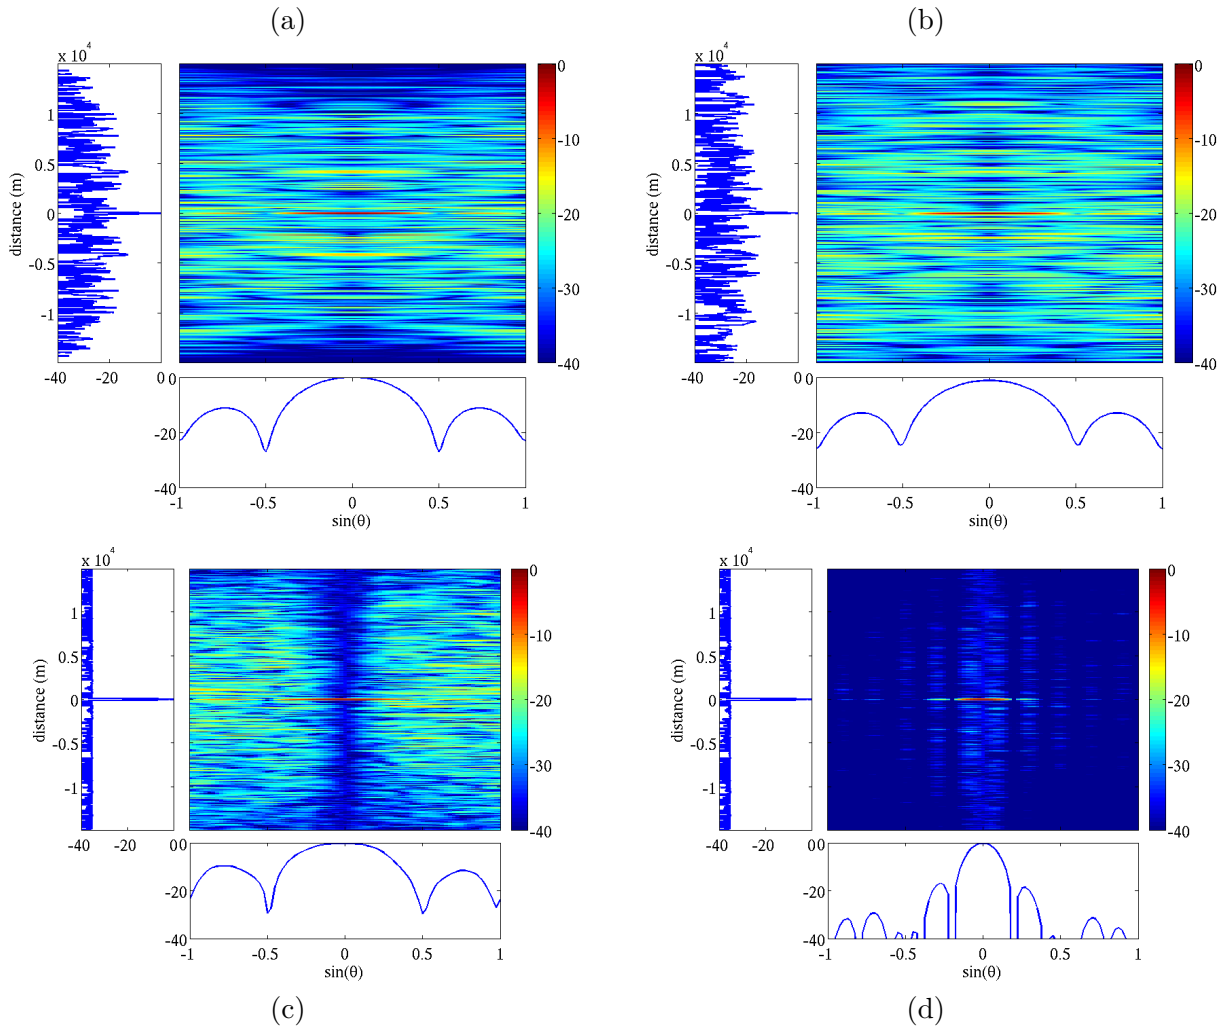 (a) (b)
x 10 4 x 10 4
0 0
1 1
-10 -10
0.5 0.5
distance (m) distance (m)
0 0
-20 -20
-0.5 -0.5
-30 -30
-1 -1
-40 -40
-40 -20 0 -40 -20 0
0 0
-20 -20
-40 -40
-1 -0.5 0 0.5 1 -1 -0.5 0 0.5 1
sin(θ) sin(θ)
x 10 4 x 10 4
0 0
1 1
-10 -10
0.5 0.5
distance (m) distance (m)
0 0
-20 -20
-0.5 -0.5
-30 -30
-1 -1
-40 -40
-40 -20 0 -40 -20 0
0 0
-20 -20
-40 -40
-1 -0.5 0 0.5 1 -1 -0.5 0 0.5 1
sin(θ) sin(θ)
(c) (d)